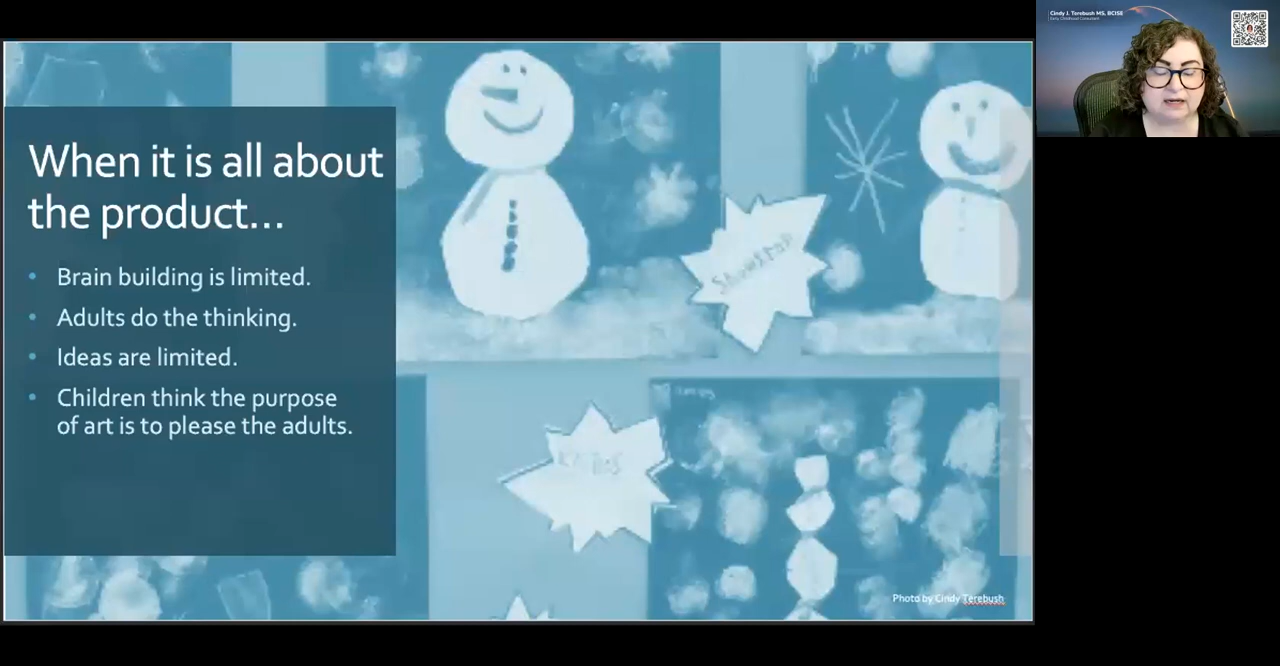 Cindy J. Terebush MS, BCISE
Early Childhood Consultant
When it is all about
the product...
• Brain building is limited.
• Adults do the thinking.
• Ideas are limited.
• Children think the purpose
of art is to please the adults.
Photo by Cindy Terebush